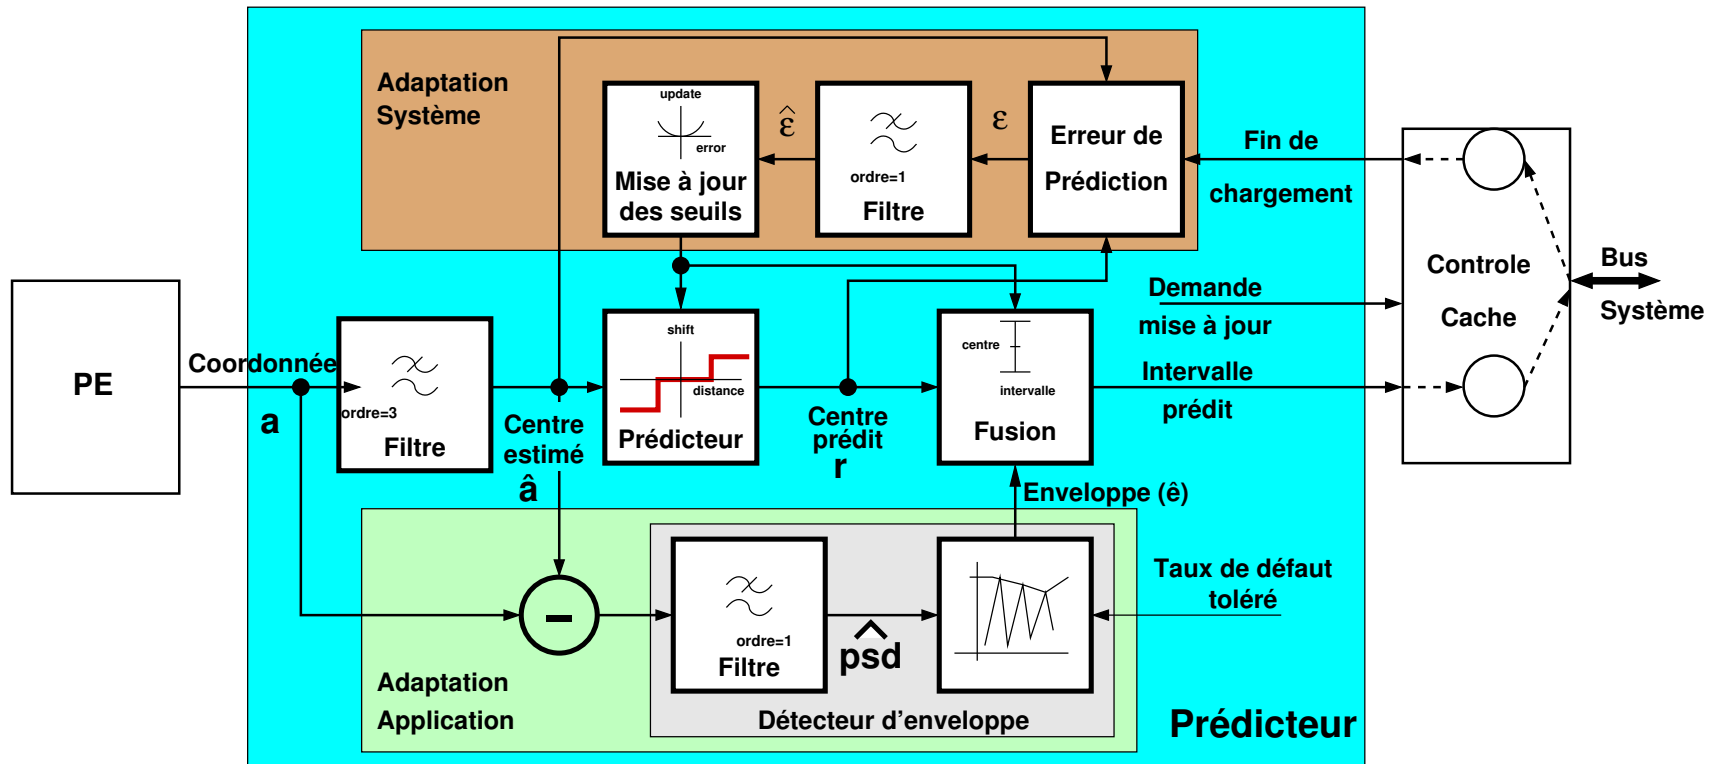 Adaptation
Système
update
error
Mise à jour
des seuils
ε̂
ordre=1
Filtre
ε
Erreur de
Prédiction
Fin de
chargement
Controle
Cache
Bus
Système
Demande
mise à jour
PE
Coordonnée
a
ordre=3
Filtre
Centre
estimé
â
shift
distance
Prédicteur
Centre
prédit
r
centre
intervalle
Fusion
Intervalle
prédit
Enveloppe (ê)
Taux de défaut
toléré
–
ordre=1
Filtre
p͡sd
Adaptation
Application
Détecteur d'enveloppe
Prédicteur